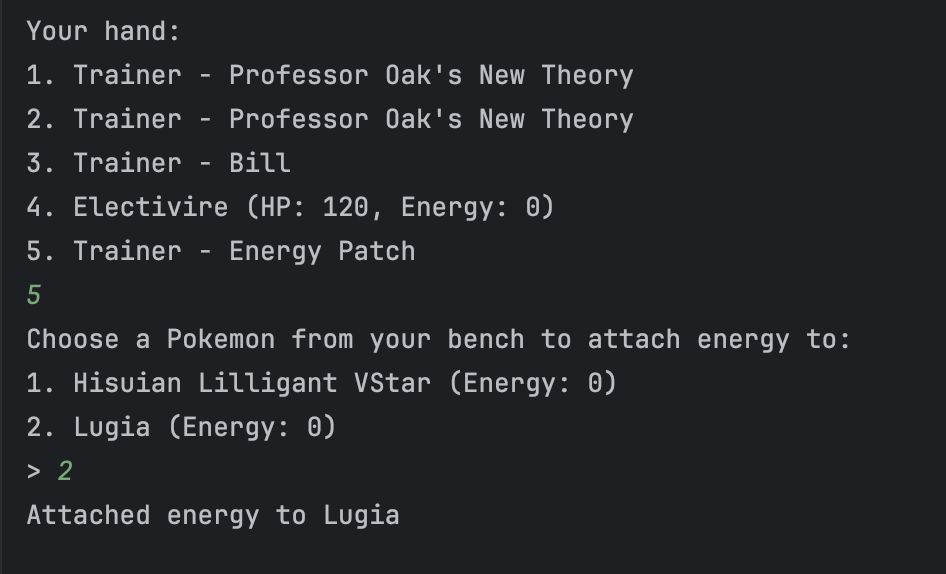 Your hand:
1. Trainer - Professor Oak's New Theory
2. Trainer - Professor Oak's New Theory
3. Trainer - Bill
4. Electivire (HP: 120, Energy: 0)
5. Trainer - Energy Patch
5
Choose a Pokemon from your bench to attach energy to:
1. Hisuian Lilligant VStar (Energy: 0)
2. Lugia (Energy: 0)
> 2
Attached energy to Lugia